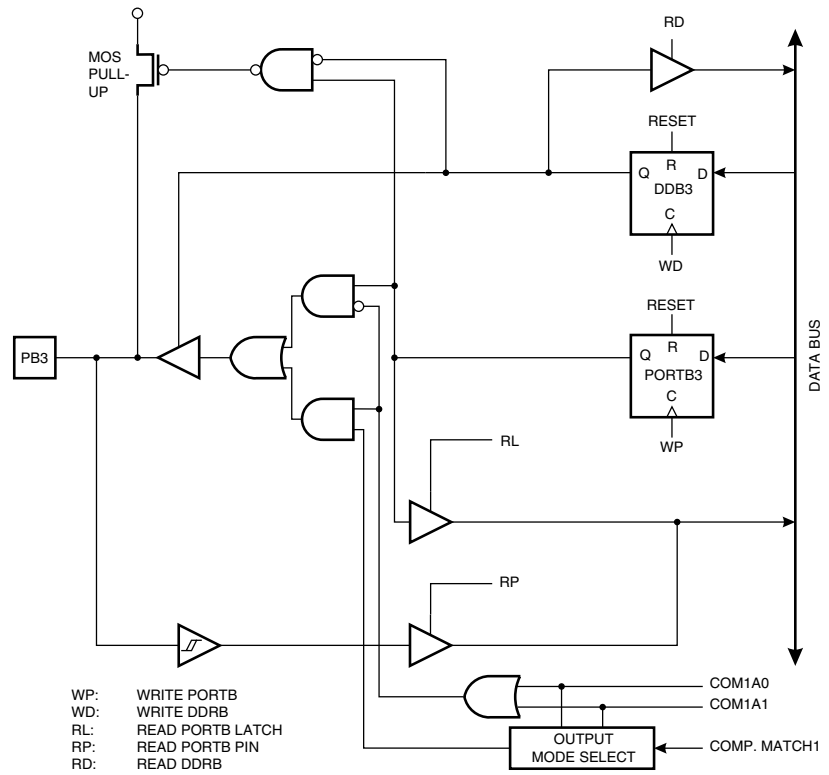 RD
MOS
PULL-
UP
RESET
R
Q
D
DDB3
C
WD
RESET
R
Q
D
PORTB3
C
WP
PB3
DATA BUS
RL
RP
WP: WRITE PORTB
WD: WRITE DDRB
RL: READ PORTB LATCH
RP: READ PORTB PIN
RD: READ DDRB
COM1A0
COM1A1
OUTPUT
MODE SELECT
COMP. MATCH1